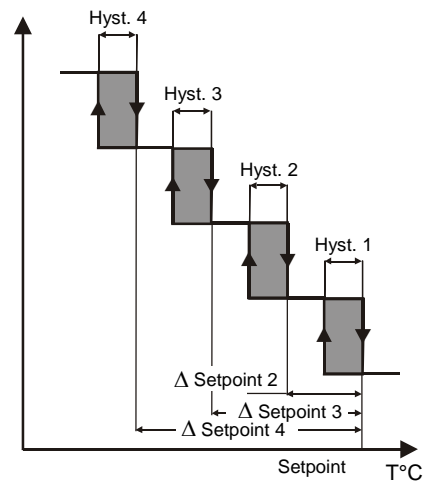 Hyst. 4
Hyst. 3
Hyst. 2
Hyst. 1
Δ Setpoint 2
Δ Setpoint 3
Δ Setpoint 4
Setpoint
T°C